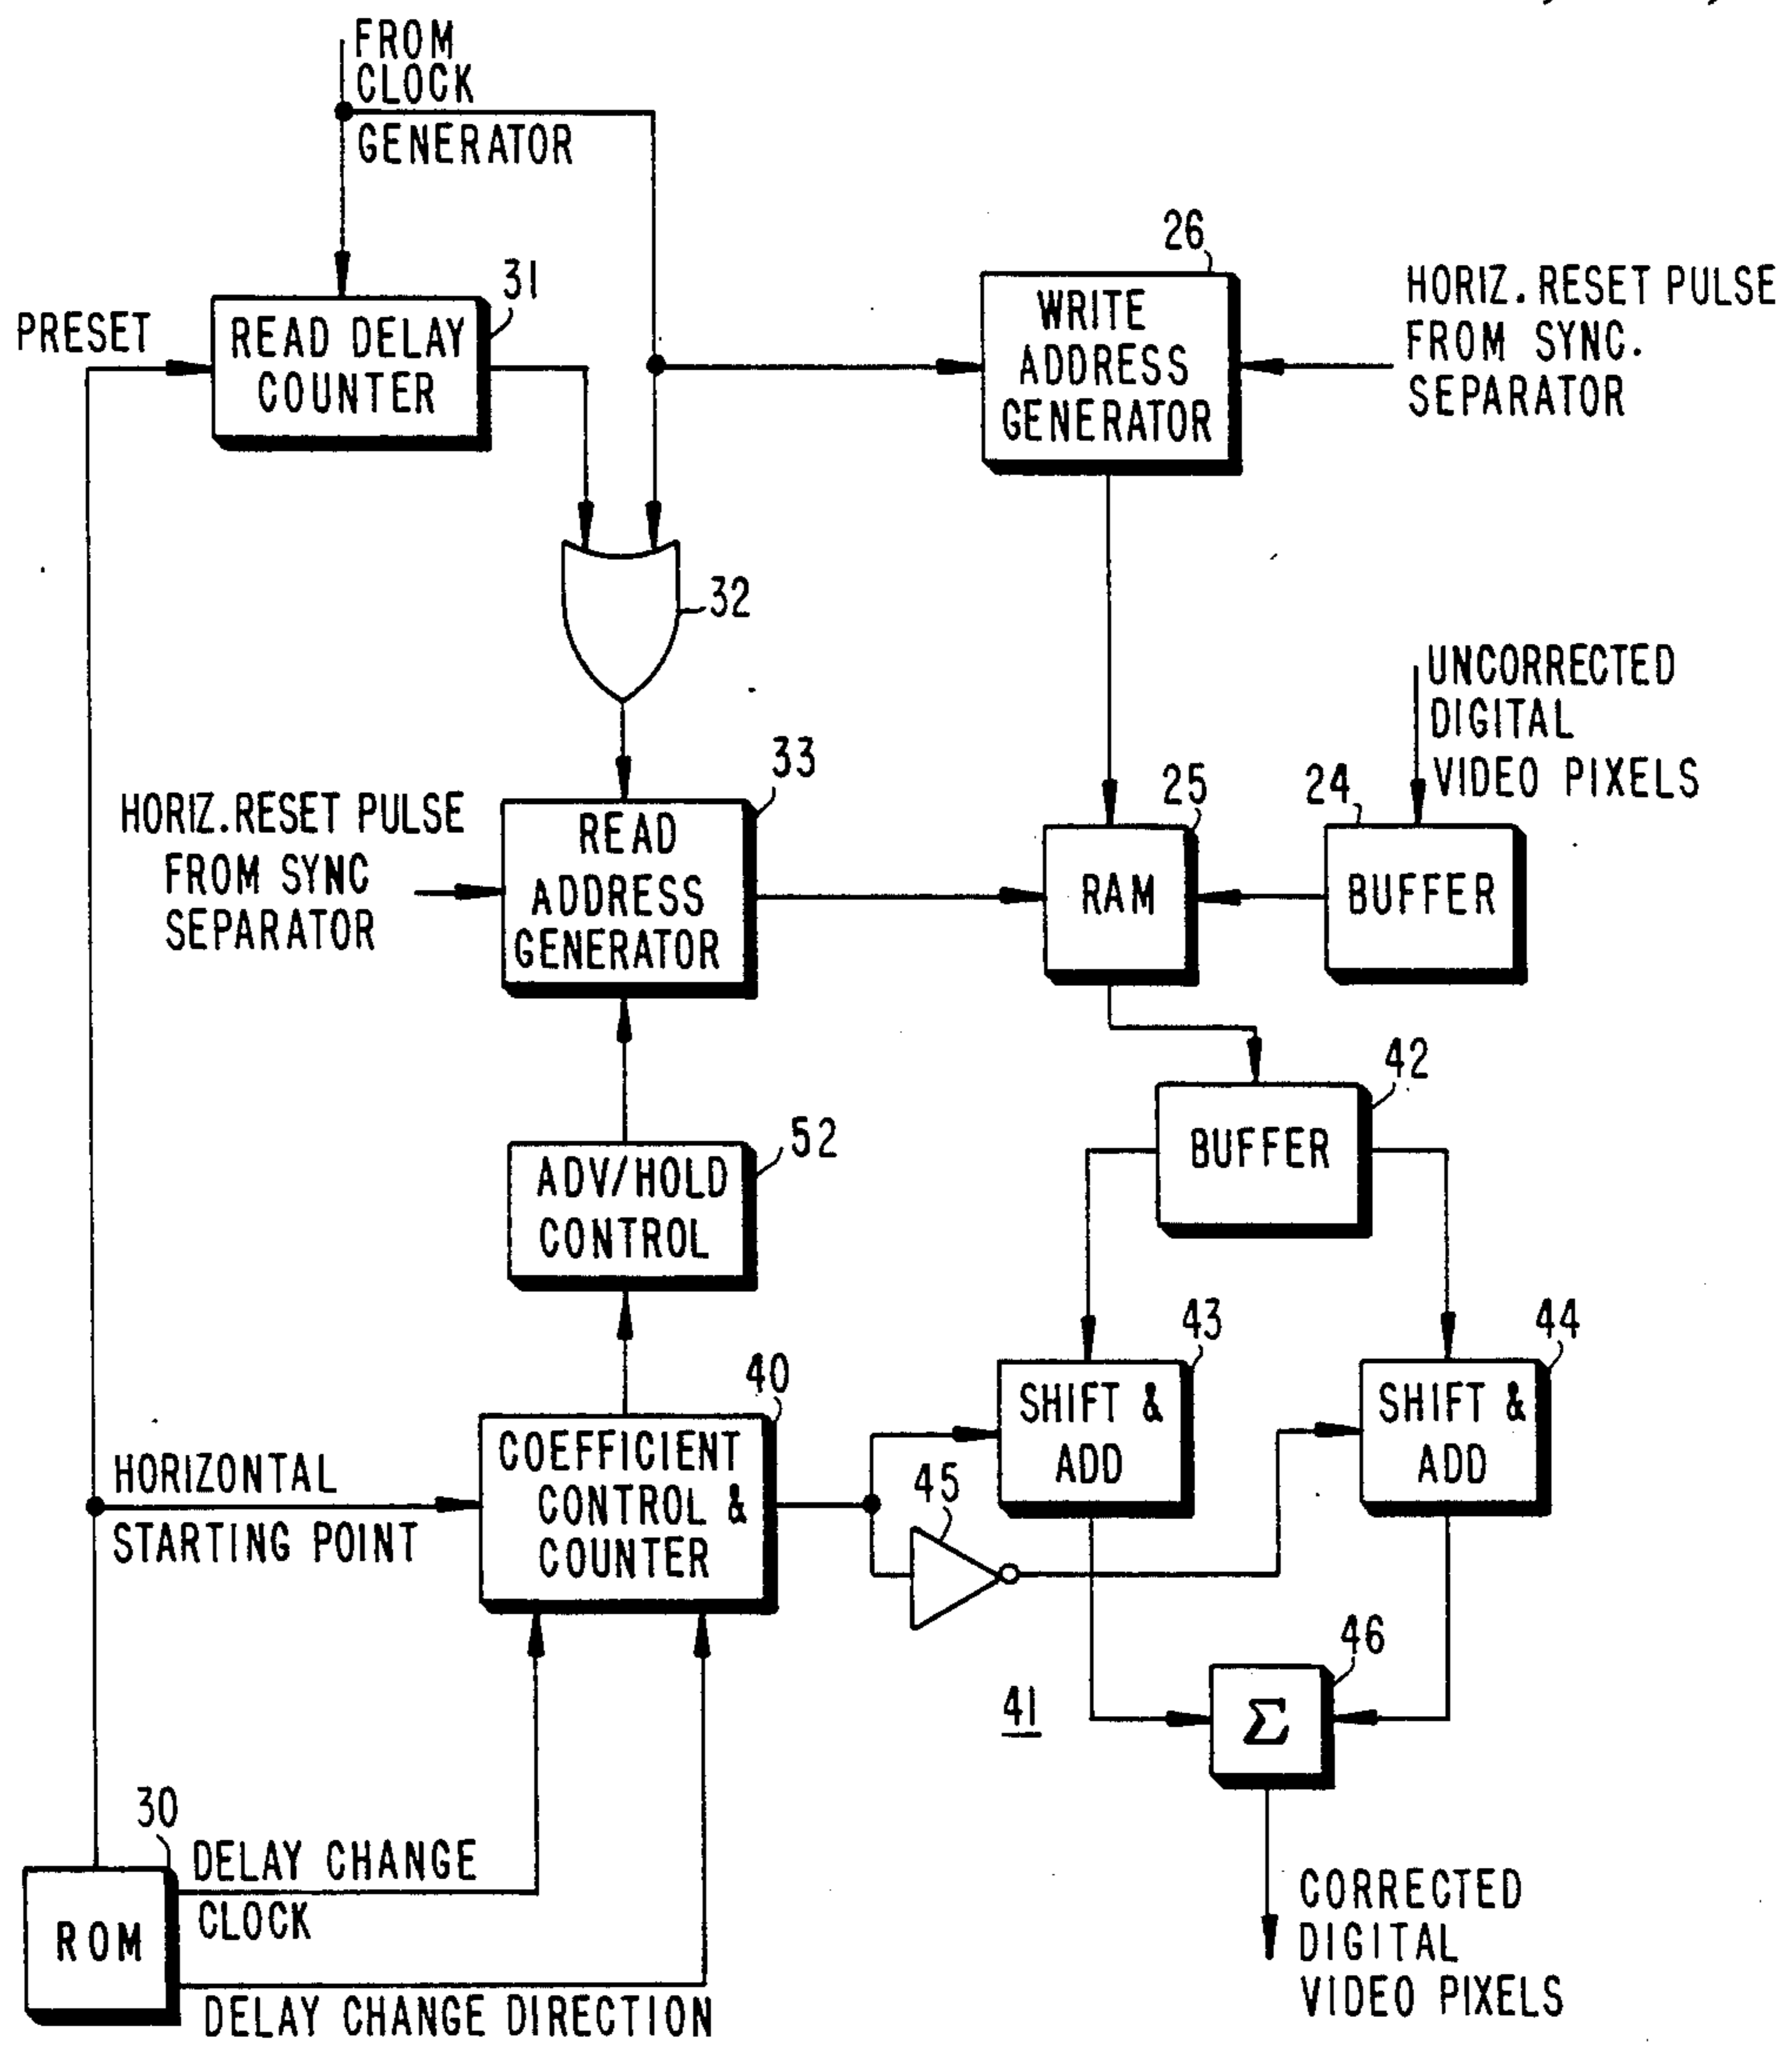 FROM
CLOCK
GENERATOR
26
31
HORIZ. RESET PULSE
FROM SYNC.
SEPARATOR
PRESET
READ DELAY
COUNTER
WRITE
ADDRESS
GENERATOR
32
UNCORRECTED
DIGITAL
VIDEO PIXELS
33
25
24
HORIZ. RESET PULSE
FROM SYNC
SEPARATOR
READ
ADDRESS
GENERATOR
RAM
BUFFER
42
BUFFER
52
ADV/HOLD
CONTROL
43
44
40
SHIFT &
ADD
SHIFT &
ADD
HORIZONTAL
STARTING POINT
COEFFICIENT
CONTROL &
COUNTER
45
46
41
Σ
30
DELAY CHANGE
CLOCK
ROM
DELAY CHANGE DIRECTION
CORRECTED
DIGITAL
VIDEO PIXELS